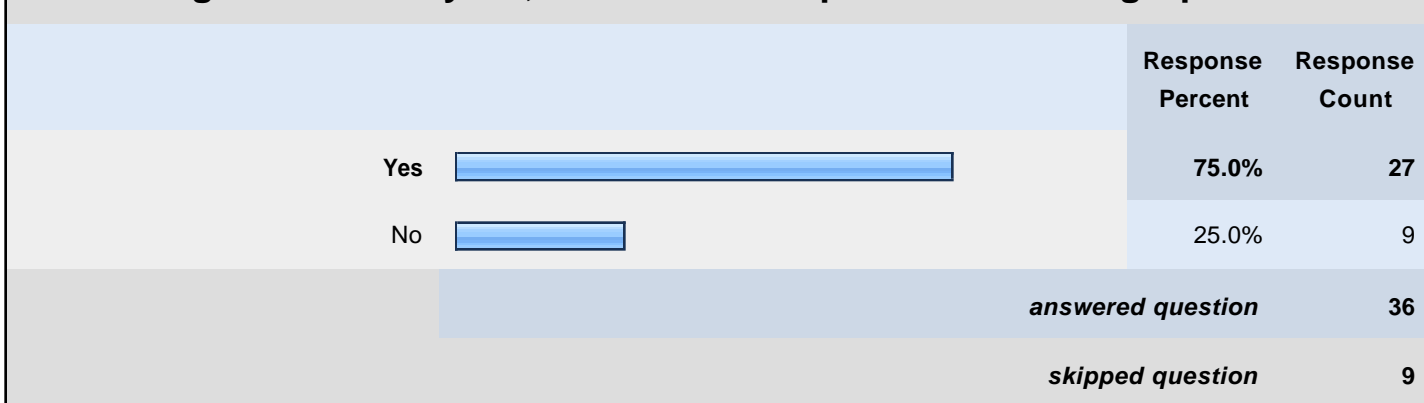 Response Percent Response Count
Yes 75.0% 27
No 25.0% 9
answered question 36
skipped question 9